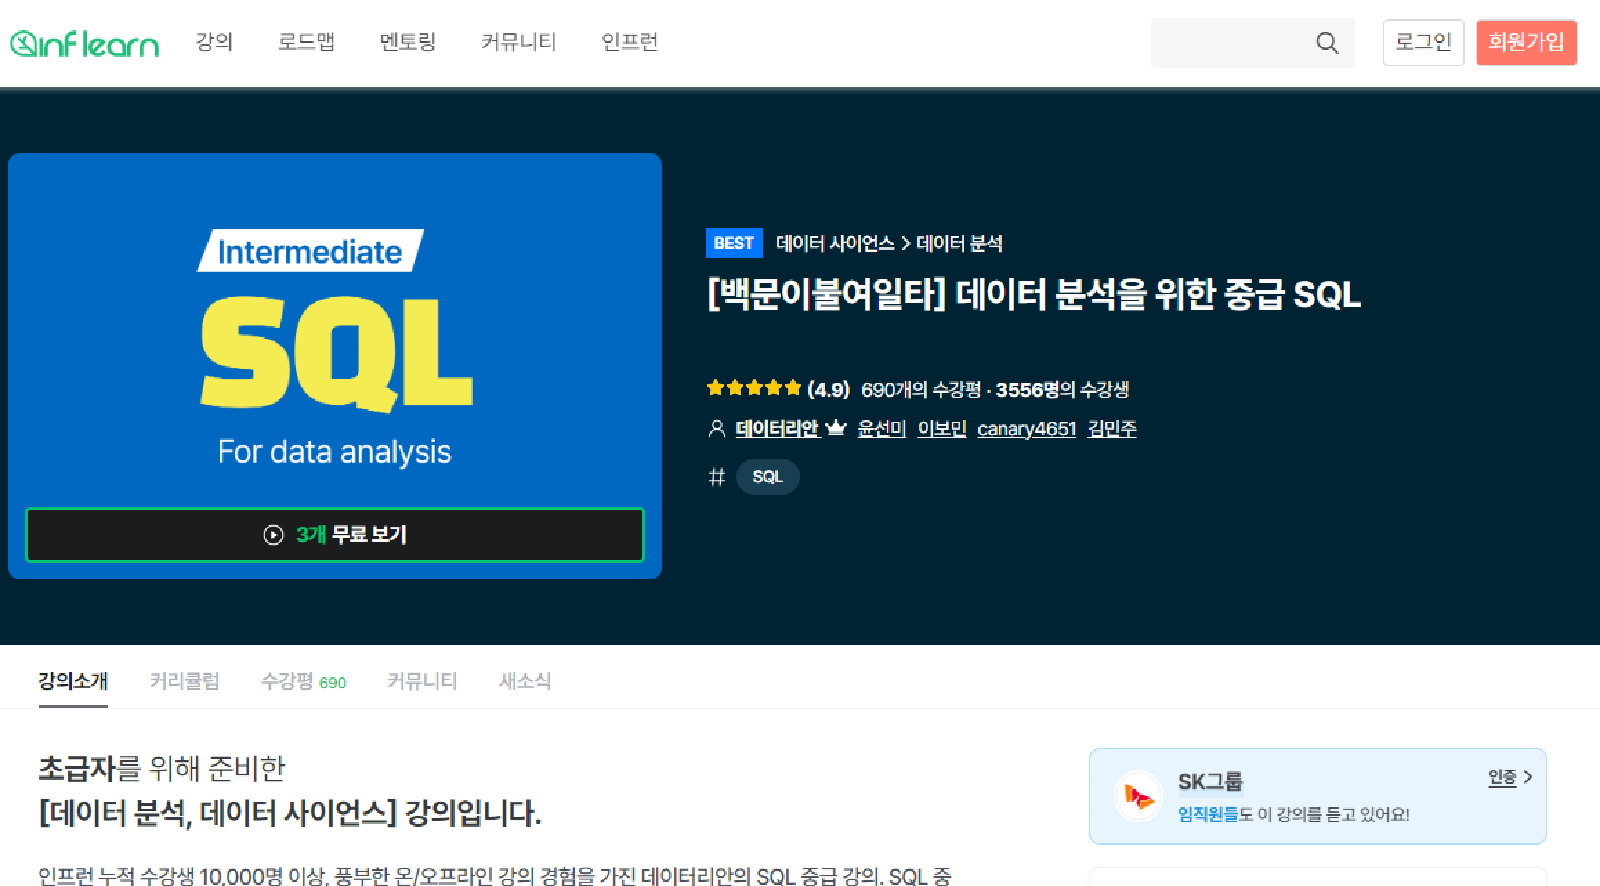 inflearn 강의 로드맵 멘토링 커뮤니티 인프런 로그인 회원가입
Intermediate
SQL
For data analysis
3개 무료 보기
BEST 데이터 사이언스 > 데이터 분석
[백문이불여일타] 데이터 분석을 위한 중급 SQL
(4.9) 690개의 수강평 · 3556명의 수강생
데이터리안 윤선미 이보민 canary4651 김민주
# SQL
강의소개 커리큘럼 수강평 690 커뮤니티 새소식
초급자를 위해 준비한
[데이터 분석, 데이터 사이언스] 강의입니다.
인프런 누적 수강생 10,000명 이상, 풍부한 온/오프라인 강의 경험을 가진 데이터리안의 SQL 중급 강의. SQL 중
SK그룹 인증 >
임직원들도 이 강의를 듣고 있어요!